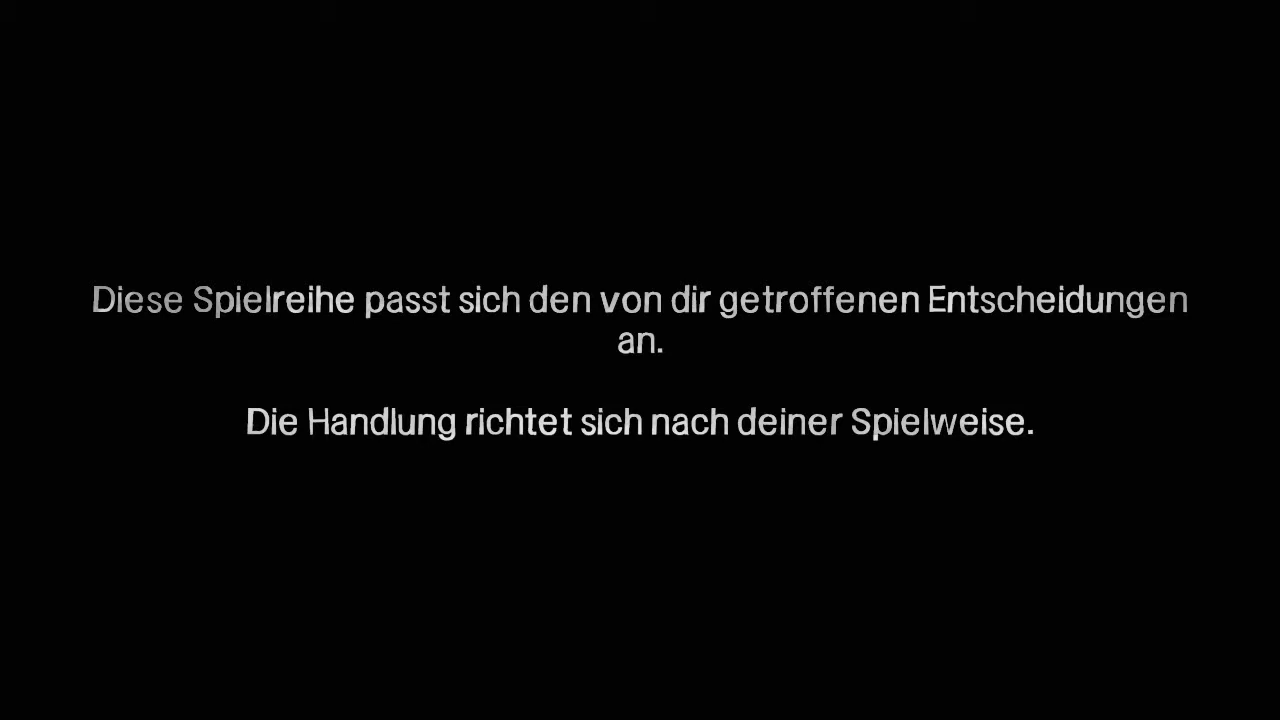 Diese Spielreihe passt sich den von dir getroffenen Entscheidungen
an.
Die Handlung richtet sich nach deiner Spielweise.